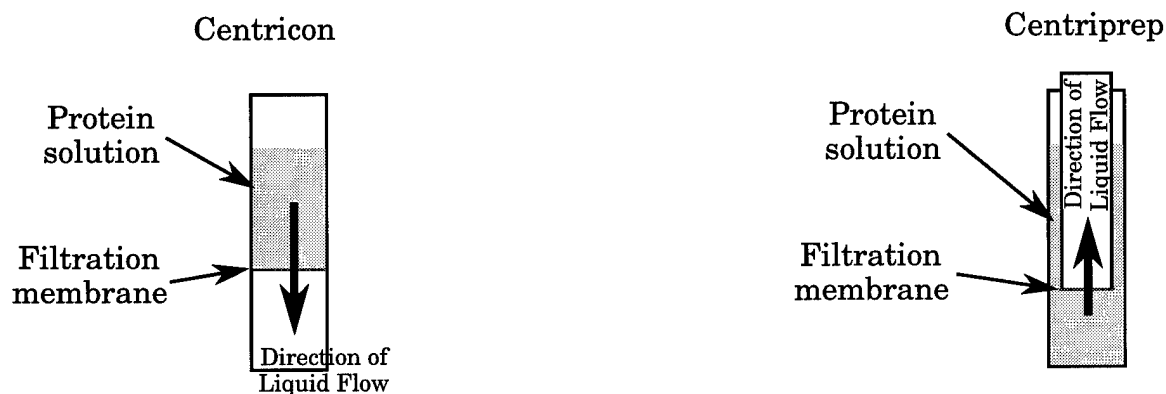 Centricon
Protein
solution
Filtration
membrane
Direction of
Liquid Flow
Centriprep
Protein
solution
Filtration
membrane
Direction of
Liquid Flow